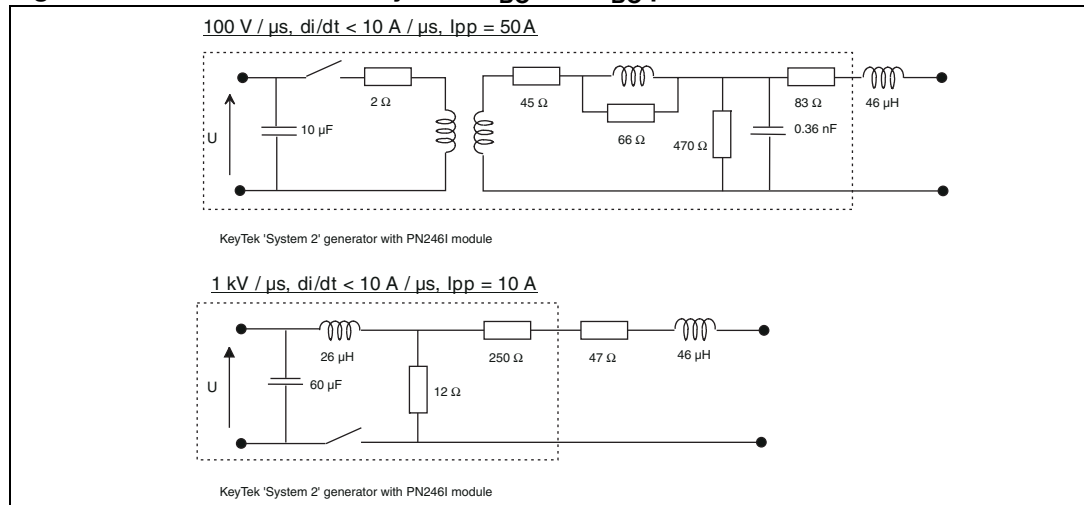 100 V / µs, di/dt < 10 A / µs, Ipp = 50 A
2 Ω
45 Ω
83 Ω
46 µH
U
10 µF
66 Ω
470 Ω
0.36 nF
KeyTek 'System 2' generator with PN246I module
1 kV / µs, di/dt < 10 A / µs, Ipp = 10 A
26 µH
250 Ω
47 Ω
46 µH
U
60 µF
12 Ω
KeyTek 'System 2' generator with PN246I module